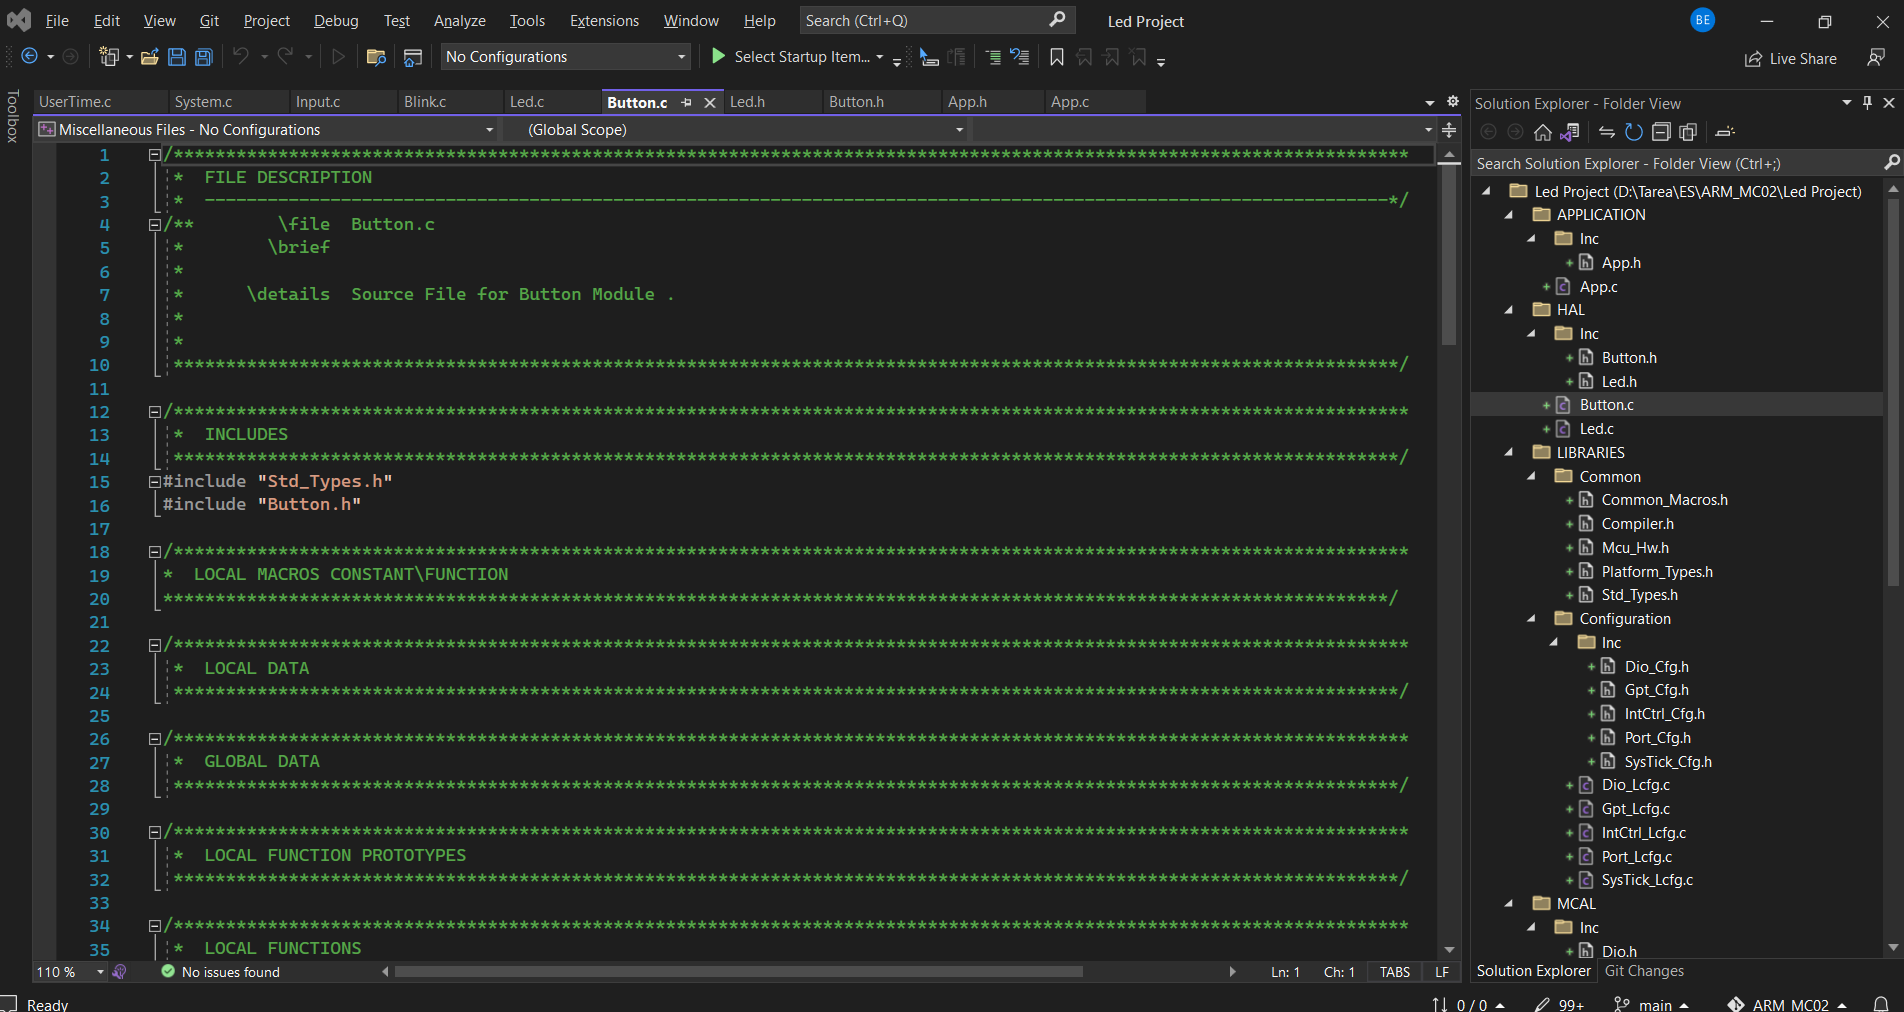 File Edit View Git Project Debug Test Analyze Tools Extensions Window Help Search (Ctrl+Q) Led Project BE
No Configurations Select Startup Item... Live Share
Toolbox
UserTime.c System.c Input.c Blink.c Led.c Button.c Led.h Button.h App.h App.c
Miscellaneous Files - No Configurations (Global Scope)
1 /**********************************************************************************************************************
2 *  FILE DESCRIPTION
3 *  -----------------------------------------------------------------------------------------------------------------*/
4 /**        \file  Button.c
5 *        \brief
6 *
7 *      \details  Source File for Button Module .
8 *
9 *
10 *********************************************************************************************************************/
11
12 /**********************************************************************************************************************
13 *  INCLUDES
14 *********************************************************************************************************************/
15 #include "Std_Types.h"
16 #include "Button.h"
17
18 /**********************************************************************************************************************
19 *  LOCAL MACROS CONSTANT\FUNCTION
20 *********************************************************************************************************************/
21
22 /**********************************************************************************************************************
23 *  LOCAL DATA
24 *********************************************************************************************************************/
25
26 /**********************************************************************************************************************
27 *  GLOBAL DATA
28 *********************************************************************************************************************/
29
30 /**********************************************************************************************************************
31 *  LOCAL FUNCTION PROTOTYPES
32 *********************************************************************************************************************/
33
34 /**********************************************************************************************************************
35 *  LOCAL FUNCTIONS
110 % No issues found Ln: 1 Ch: 1 TABS LF
Solution Explorer - Folder View
Search Solution Explorer - Folder View (Ctrl+;)
Led Project (D:\Tarea\ES\ARM_MC02\Led Project)
APPLICATION
Inc
App.h
App.c
HAL
Inc
Button.h
Led.h
Button.c
Led.c
LIBRARIES
Common
Common_Macros.h
Compiler.h
Mcu_Hw.h
Platform_Types.h
Std_Types.h
Configuration
Inc
Dio_Cfg.h
Gpt_Cfg.h
IntCtrl_Cfg.h
Port_Cfg.h
SysTick_Cfg.h
Dio_Lcfg.c
Gpt_Lcfg.c
IntCtrl_Lcfg.c
Port_Lcfg.c
SysTick_Lcfg.c
MCAL
Inc
Dio.h
Solution Explorer Git Changes
Ready 0 / 0 99+ main ARM_MC02